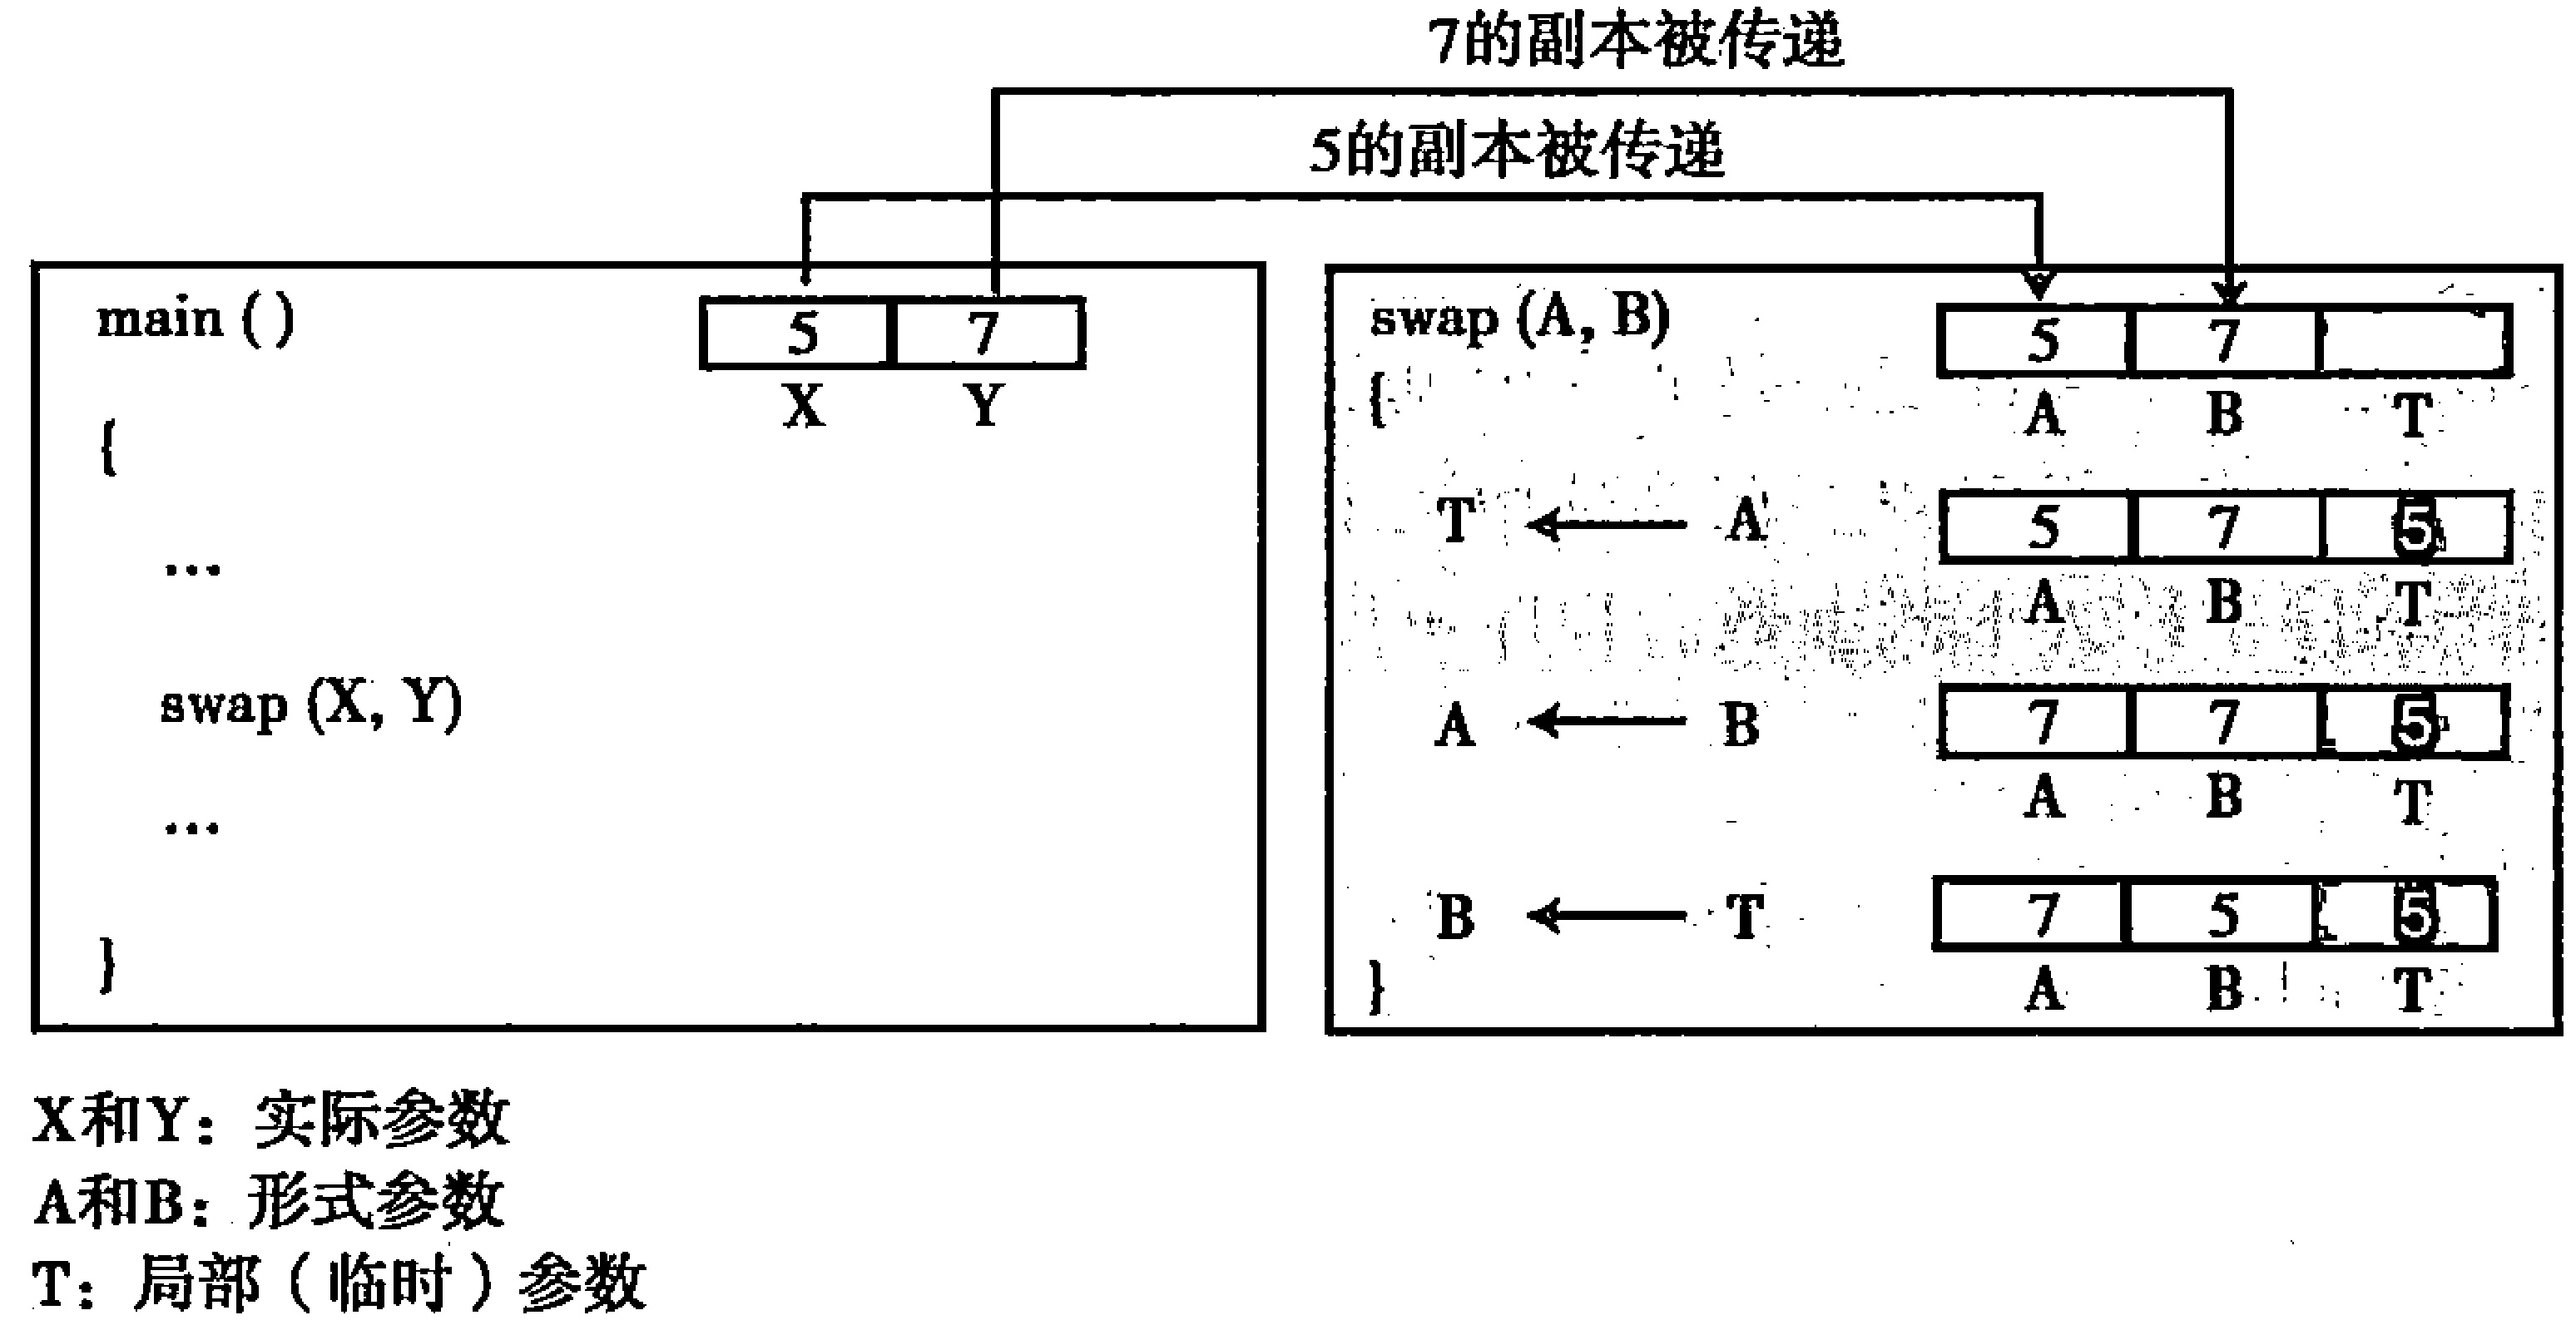 7的副本被传递
5的副本被传递
main ( )
5 7
X Y
{
...
swap (X, Y)
...
}
swap (A, B)
5 7
A B T
{
T ← A
5 7 5
A B T
A ← B
7 7 5
A B T
B ← T
7 5 5
A B T
}
X和Y：实际参数
A和B：形式参数
T：局部（临时）参数